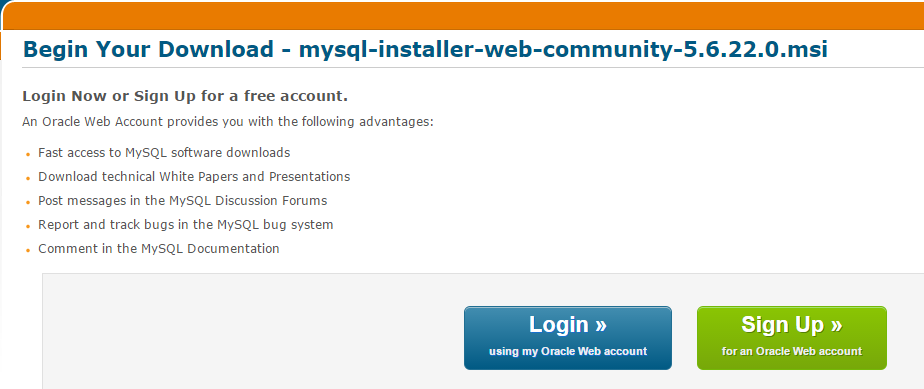 Begin Your Download - mysql-installer-web-community-5.6.22.0.msi
Login Now or Sign Up for a free account.
An Oracle Web Account provides you with the following advantages:
Fast access to MySQL software downloads
Download technical White Papers and Presentations
Post messages in the MySQL Discussion Forums
Report and track bugs in the MySQL bug system
Comment in the MySQL Documentation
Login »
using my Oracle Web account
Sign Up »
for an Oracle Web account